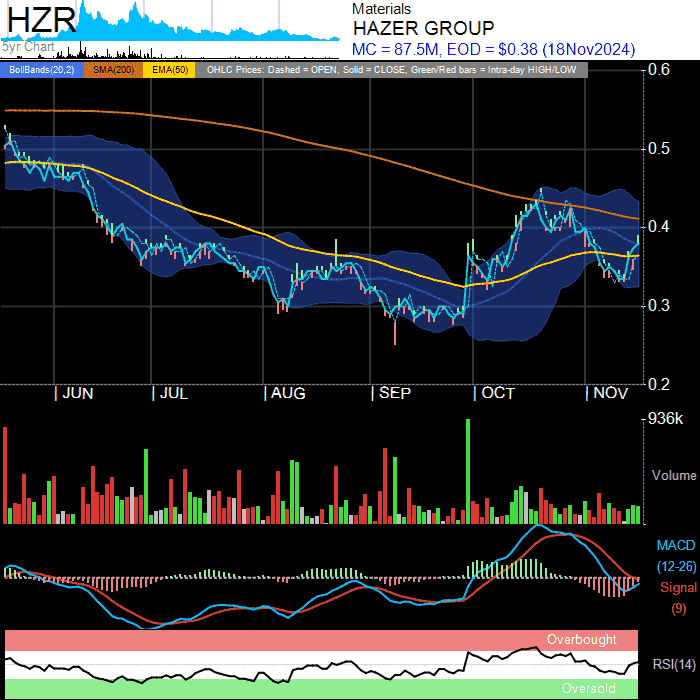 HZR
5yr Chart
Materials
HAZER GROUP
MC = 87.5M, EOD = $0.38 (18Nov2024)
BollBands(20,2) SMA(200) EMA(50) OHLC Prices: Dashed = OPEN, Solid = CLOSE, Green/Red bars = Intra-day HIGH/LOW
0.6
0.5
0.4
0.3
0.2
JUN JUL AUG SEP OCT NOV
936k
Volume
MACD
(12-26)
Signal
(9)
Overbought
RSI(14)
Oversold